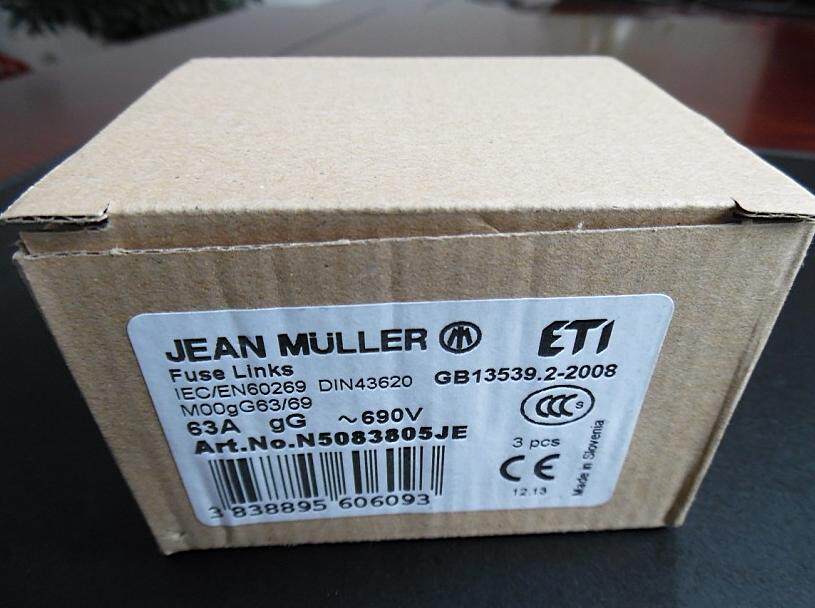 JEAN MÜLLER
ETI
Fuse Links
IEC/EN60269 DIN43620 GB13539.2-2008
M00gG63/69
63A gG ~690V
Art.No.N5083805JE
CCC S
3 pcs
CE
12.13
Made in Slovenia
3 838895 606093